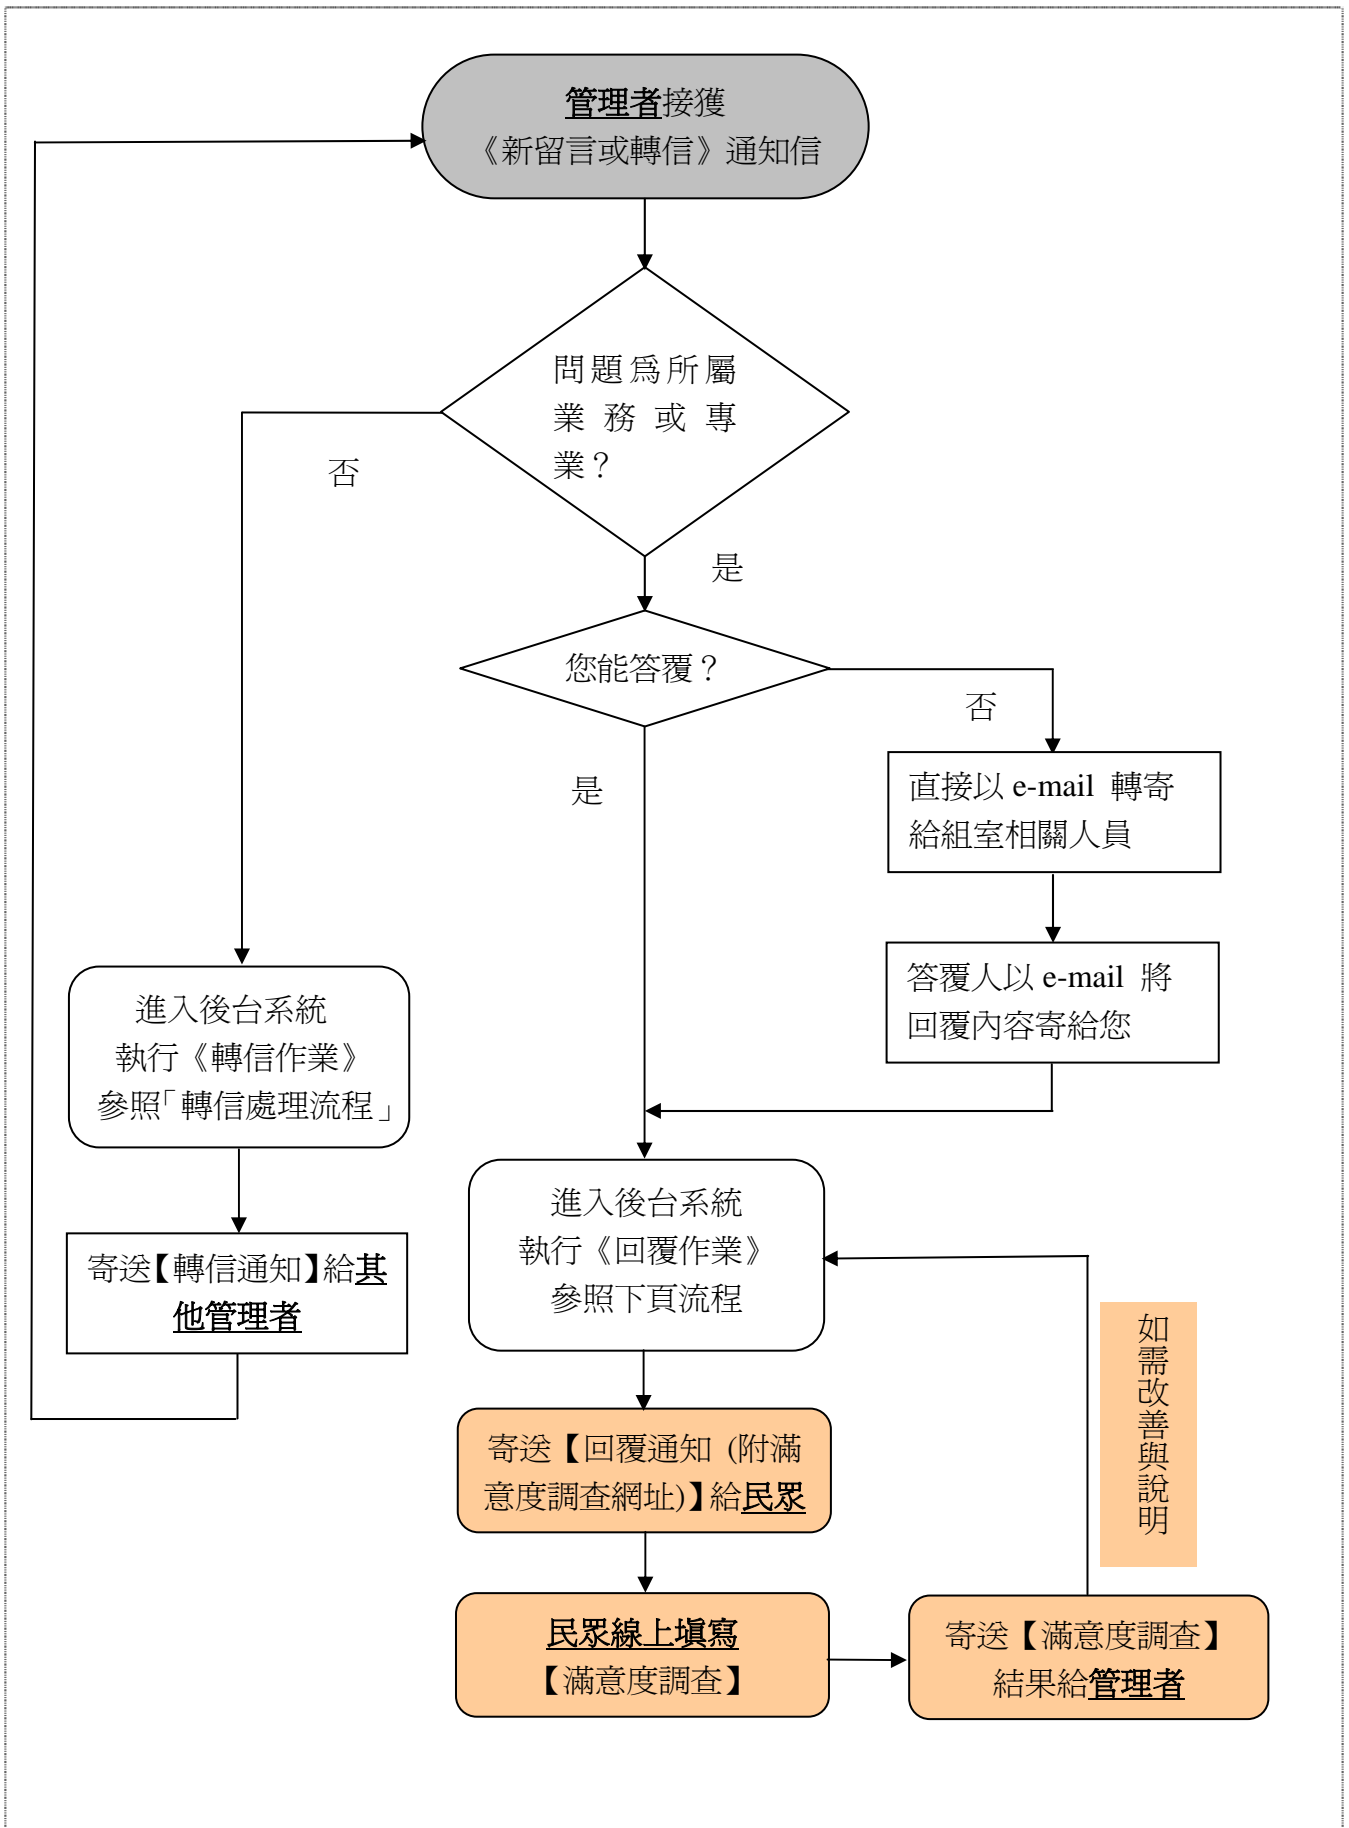 管理者接獲
《新留言或轉信》通知信
問題為所屬
業務或專
業？
否
是
您能答覆？
否
是
直接以 e-mail 轉寄
給組室相關人員
答覆人以 e-mail 將
回覆內容寄給您
進入後台系統
執行《轉信作業》
參照「轉信處理流程」
進入後台系統
執行《回覆作業》
參照下頁流程
寄送【轉信通知】給其
他管理者
如需改善與說明
寄送【回覆通知 (附滿
意度調查網址)】給民眾
民眾線上填寫
【滿意度調查】
寄送【滿意度調查】
結果給管理者